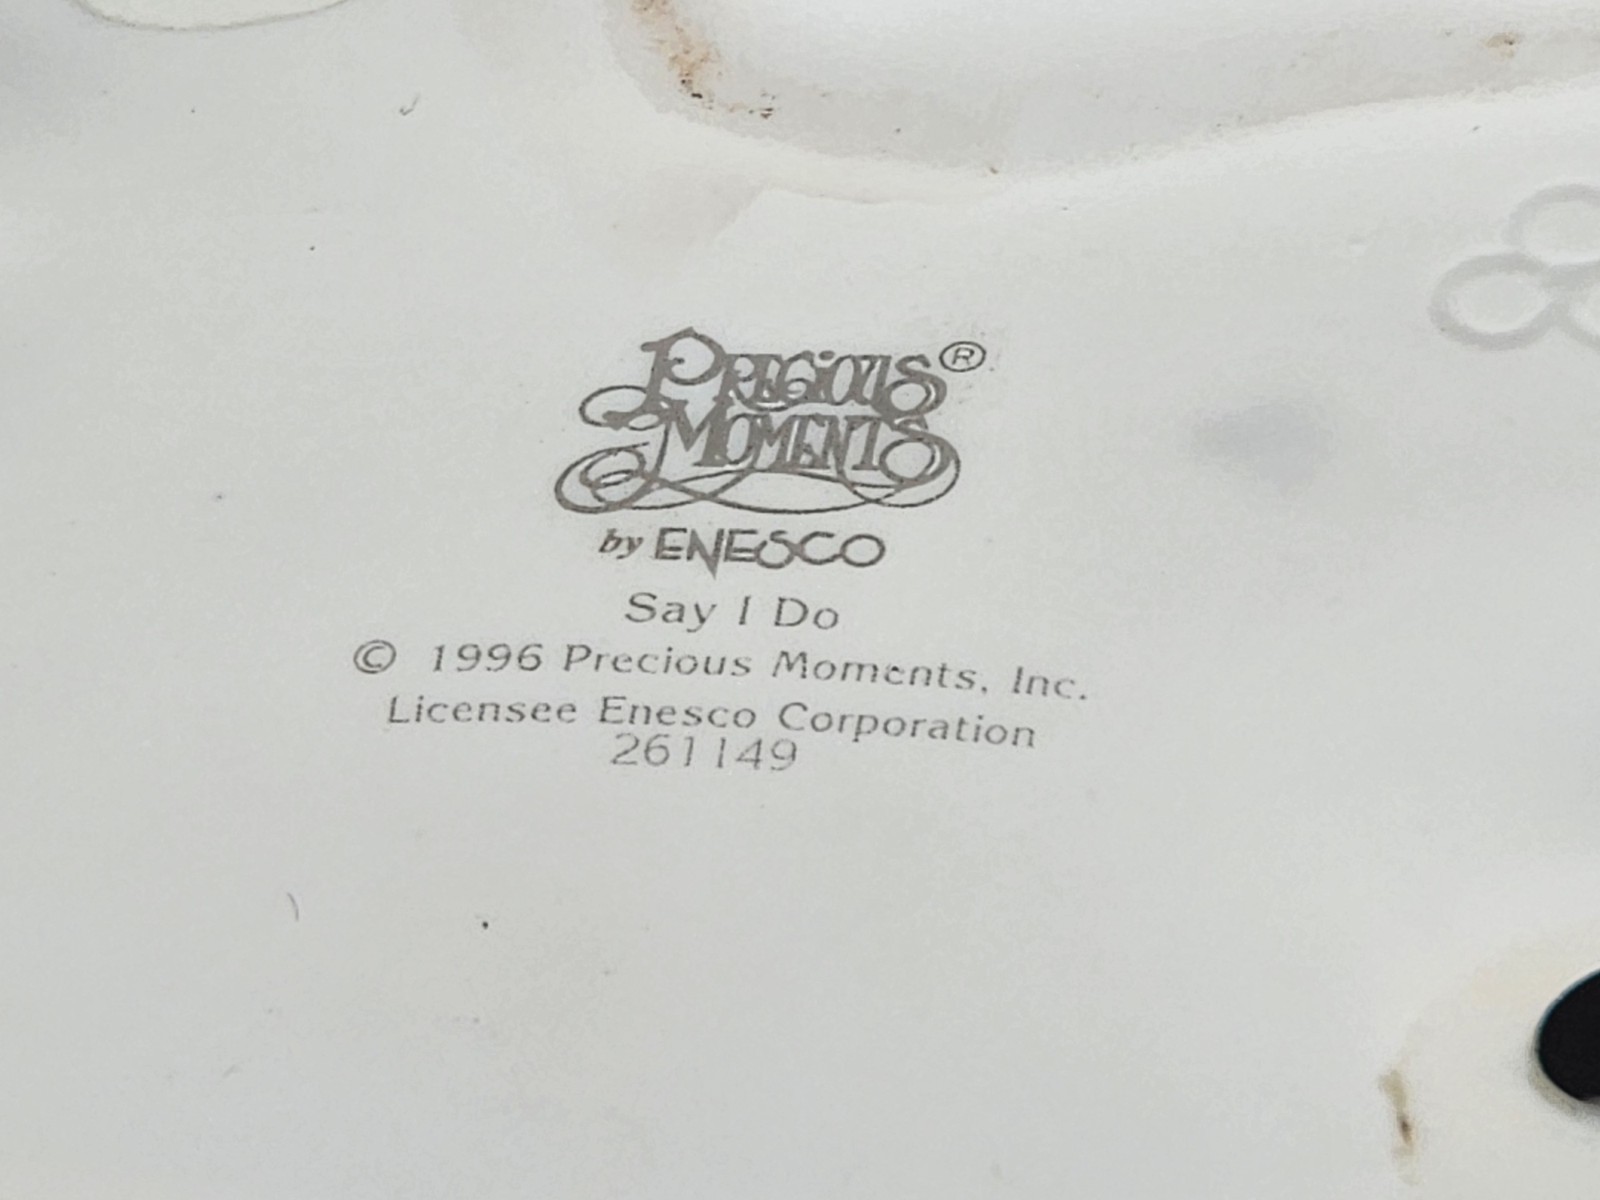 PRECIOUS ®
MOMENTS
by ENESCO
Say I Do
© 1996 Precious Moments, Inc.
Licensee Enesco Corporation
261149